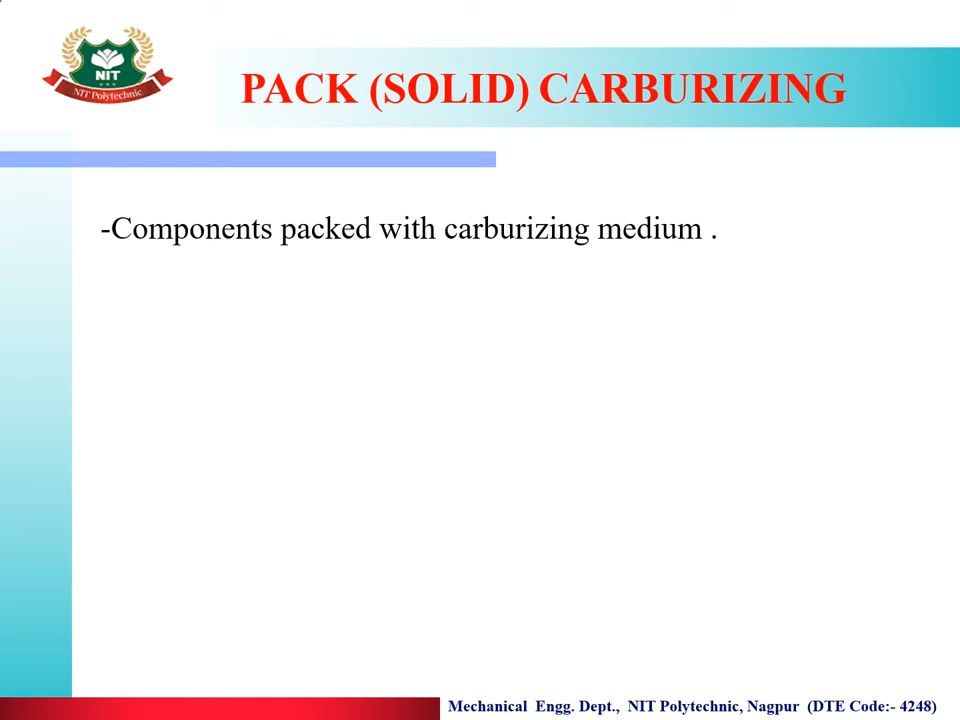 NIT
NIT Polytechnic
PACK (SOLID) CARBURIZING
-Components packed with carburizing medium .
Mechanical Engg. Dept., NIT Polytechnic, Nagpur (DTE Code:- 4248)